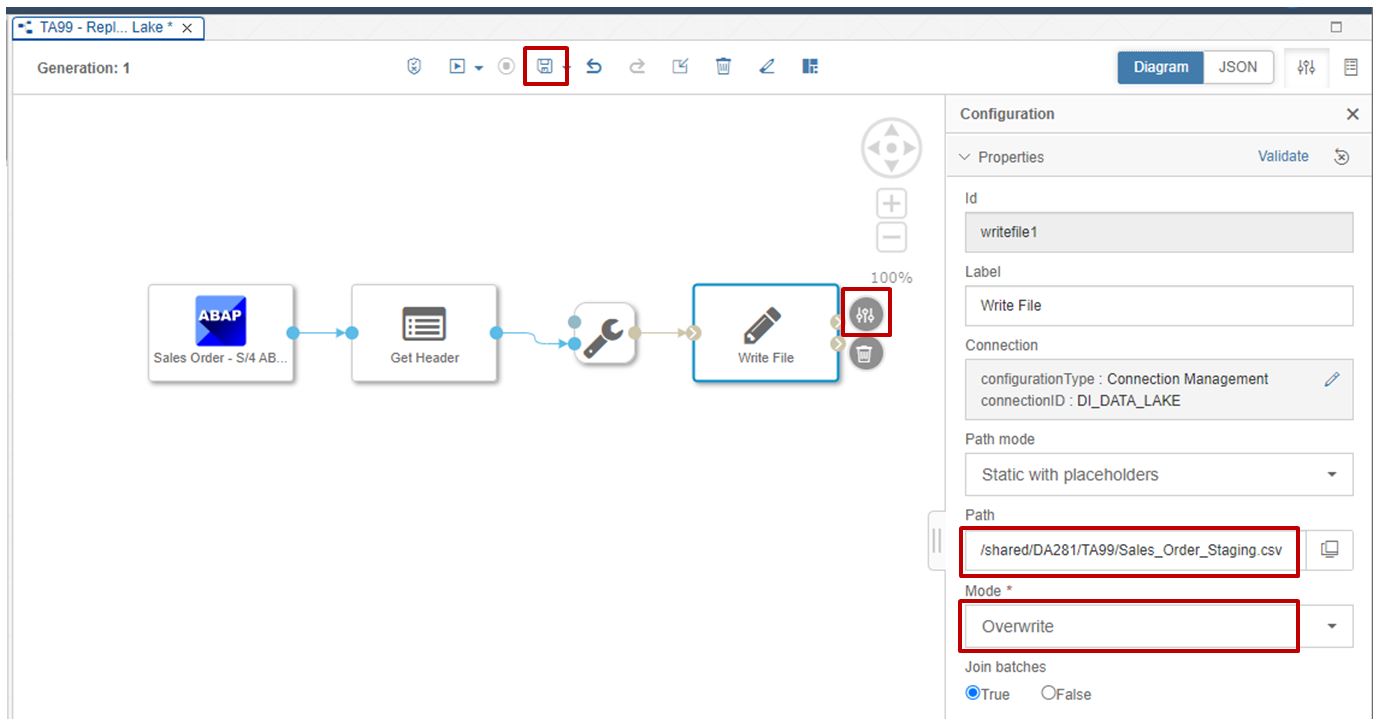 TA99 - Repl... Lake *
Generation: 1
Diagram
JSON
Configuration
Properties
Validate
Id
writefile1
Label
Write File
Connection
configurationType : Connection Management
connectionID : DI_DATA_LAKE
Path mode
Static with placeholders
Path
/shared/DA281/TA99/Sales_Order_Staging.csv
Mode *
Overwrite
Join batches
True
False
100%
ABAP
Sales Order - S/4 AB...
Get Header
Write File